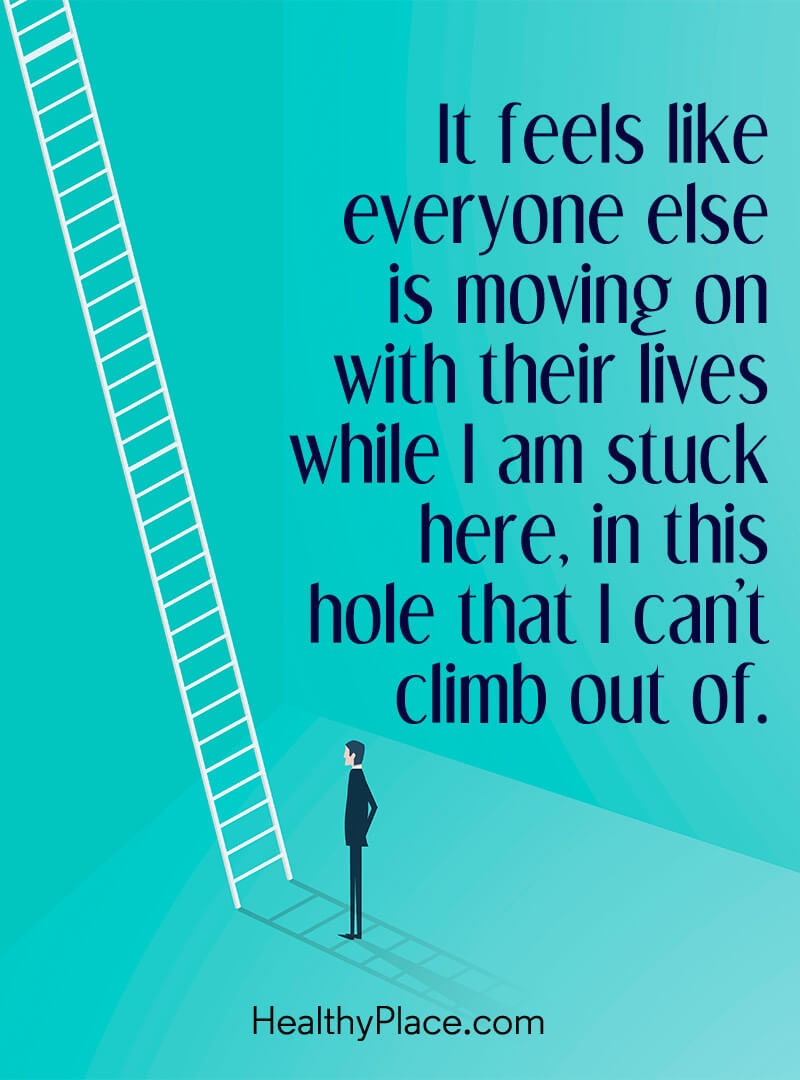 It feels like
everyone else
is moving on
with their lives
while I am stuck
here, in this
hole that I can't
climb out of.
HealthyPlace.com